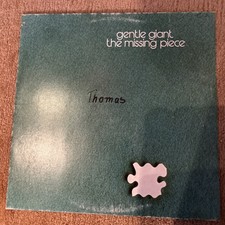 gentle giant
the missing piece
Thomas